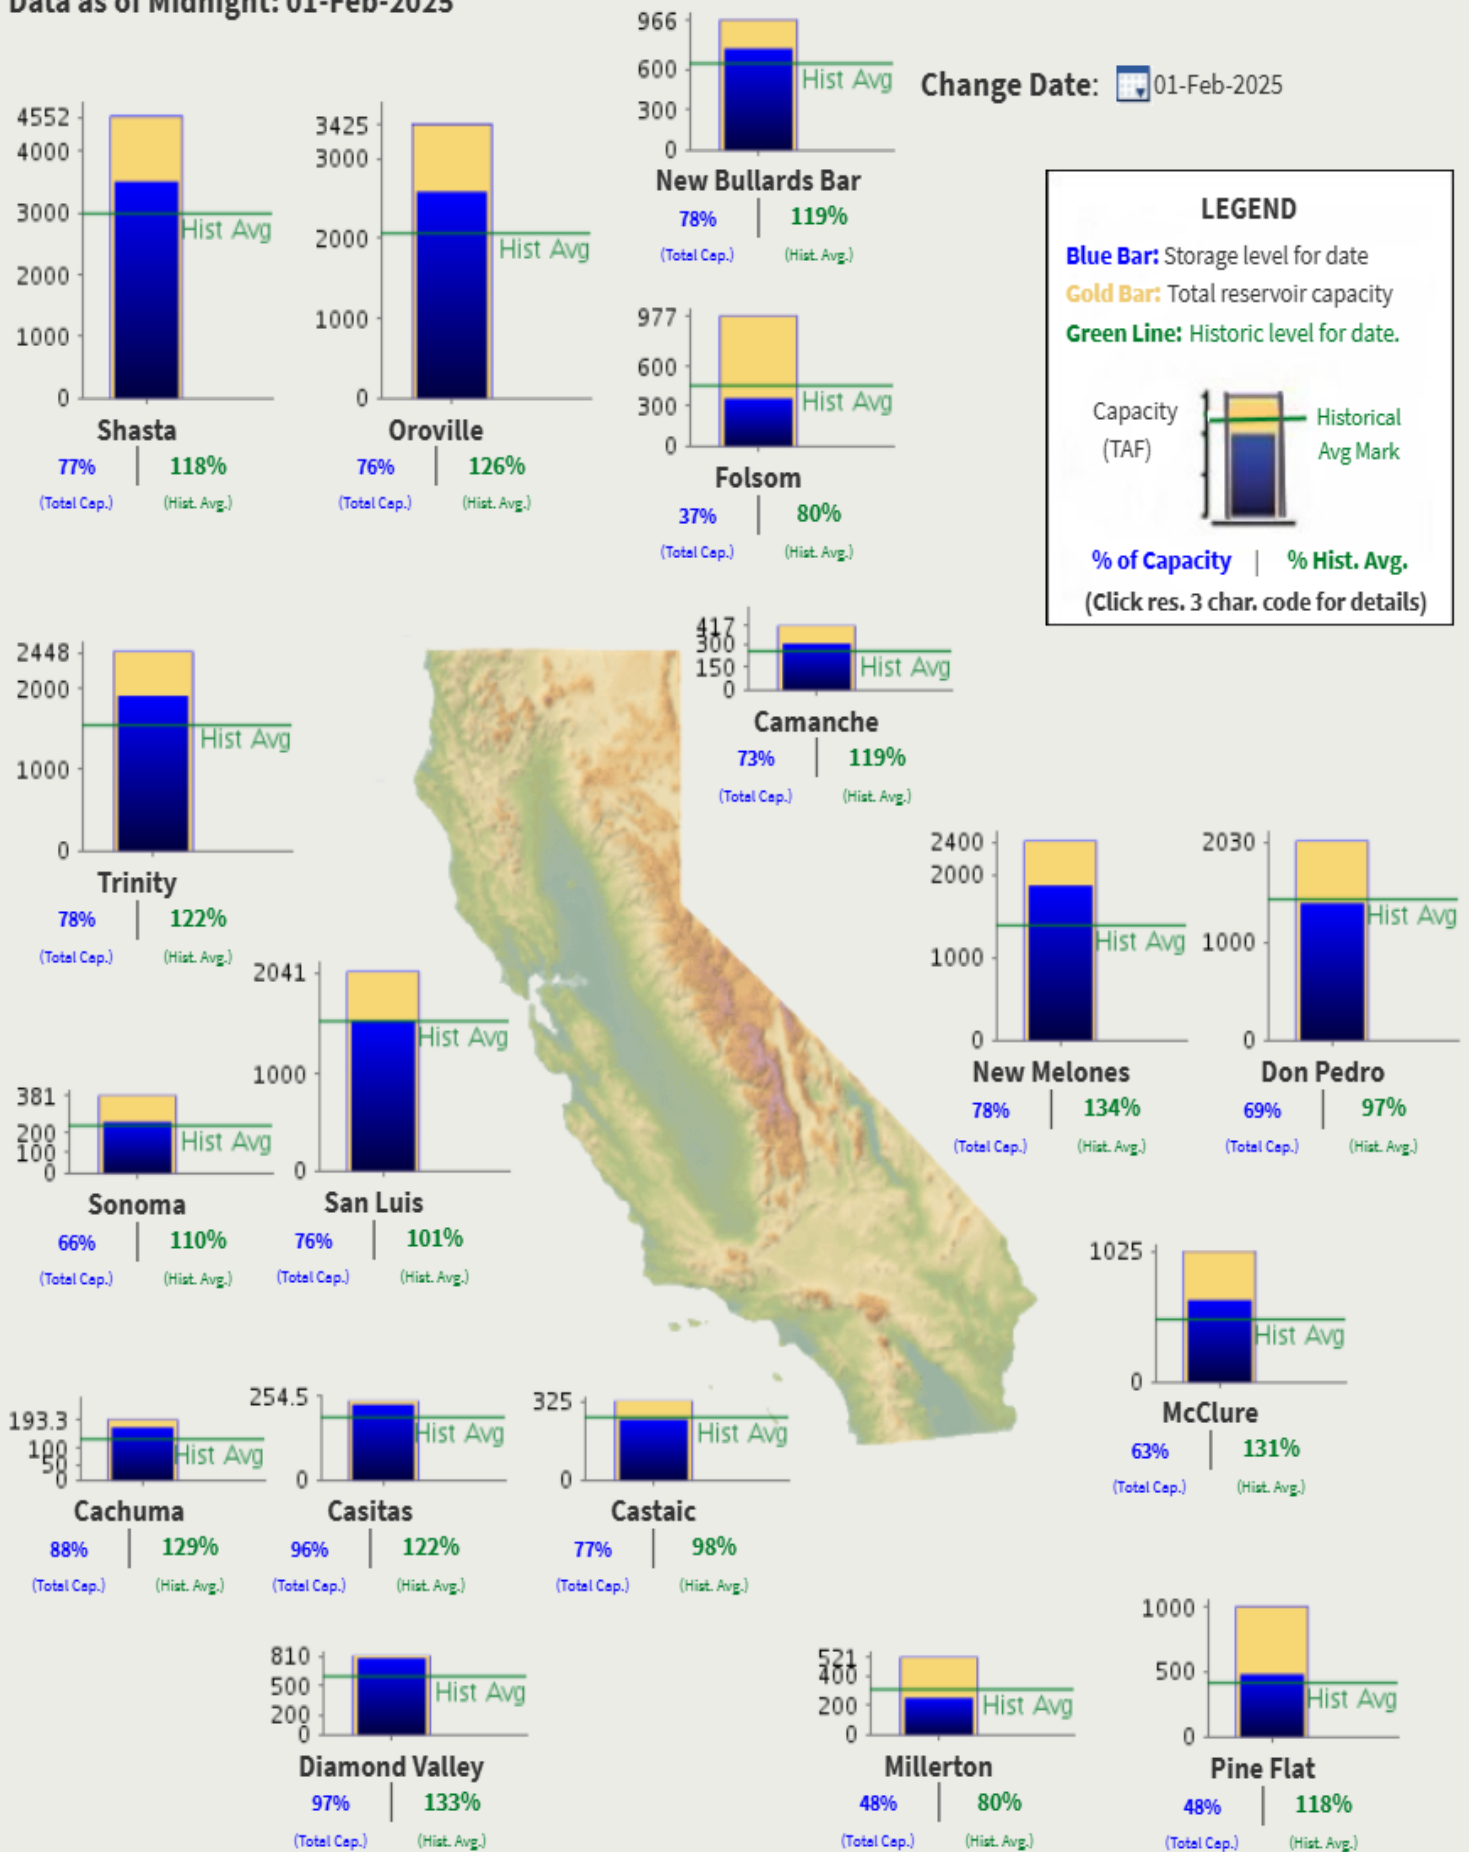 Data as of Midnight: 01-Feb-2025
966
600
300
0
Hist Avg
New Bullards Bar
78% | 119%
(Total Cap.) (Hist. Avg.)
Change Date: 01-Feb-2025
4552
4000
3000
2000
1000
0
Hist Avg
Shasta
77% | 118%
(Total Cap.) (Hist. Avg.)
3425
3000
2000
1000
0
Hist Avg
Oroville
76% | 126%
(Total Cap.) (Hist. Avg.)
977
600
300
0
Hist Avg
Folsom
37% | 80%
(Total Cap.) (Hist. Avg.)
LEGEND
Blue Bar: Storage level for date
Gold Bar: Total reservoir capacity
Green Line: Historic level for date.
Capacity
(TAF)
Historical
Avg Mark
% of Capacity | % Hist. Avg.
(Click res. 3 char. code for details)
417
300
150
0
Hist Avg
Camanche
73% | 119%
(Total Cap.) (Hist. Avg.)
2448
2000
1000
0
Hist Avg
Trinity
78% | 122%
(Total Cap.) (Hist. Avg.)
2400
2000
1000
0
Hist Avg
New Melones
78% | 134%
(Total Cap.) (Hist. Avg.)
2030
1000
0
Hist Avg
Don Pedro
69% | 97%
(Total Cap.) (Hist. Avg.)
2041
1000
0
Hist Avg
San Luis
76% | 101%
(Total Cap.) (Hist. Avg.)
381
200
100
0
Hist Avg
Sonoma
66% | 110%
(Total Cap.) (Hist. Avg.)
1025
0
Hist Avg
McClure
63% | 131%
(Total Cap.) (Hist. Avg.)
193.3
100
50
0
Hist Avg
Cachuma
88% | 129%
(Total Cap.) (Hist. Avg.)
254.5
0
Hist Avg
Casitas
96% | 122%
(Total Cap.) (Hist. Avg.)
325
0
Hist Avg
Castaic
77% | 98%
(Total Cap.) (Hist. Avg.)
810
500
200
0
Hist Avg
Diamond Valley
97% | 133%
(Total Cap.) (Hist. Avg.)
521
400
200
0
Hist Avg
Millerton
48% | 80%
(Total Cap.) (Hist. Avg.)
1000
500
0
Hist Avg
Pine Flat
48% | 118%
(Total Cap.) (Hist. Avg.)